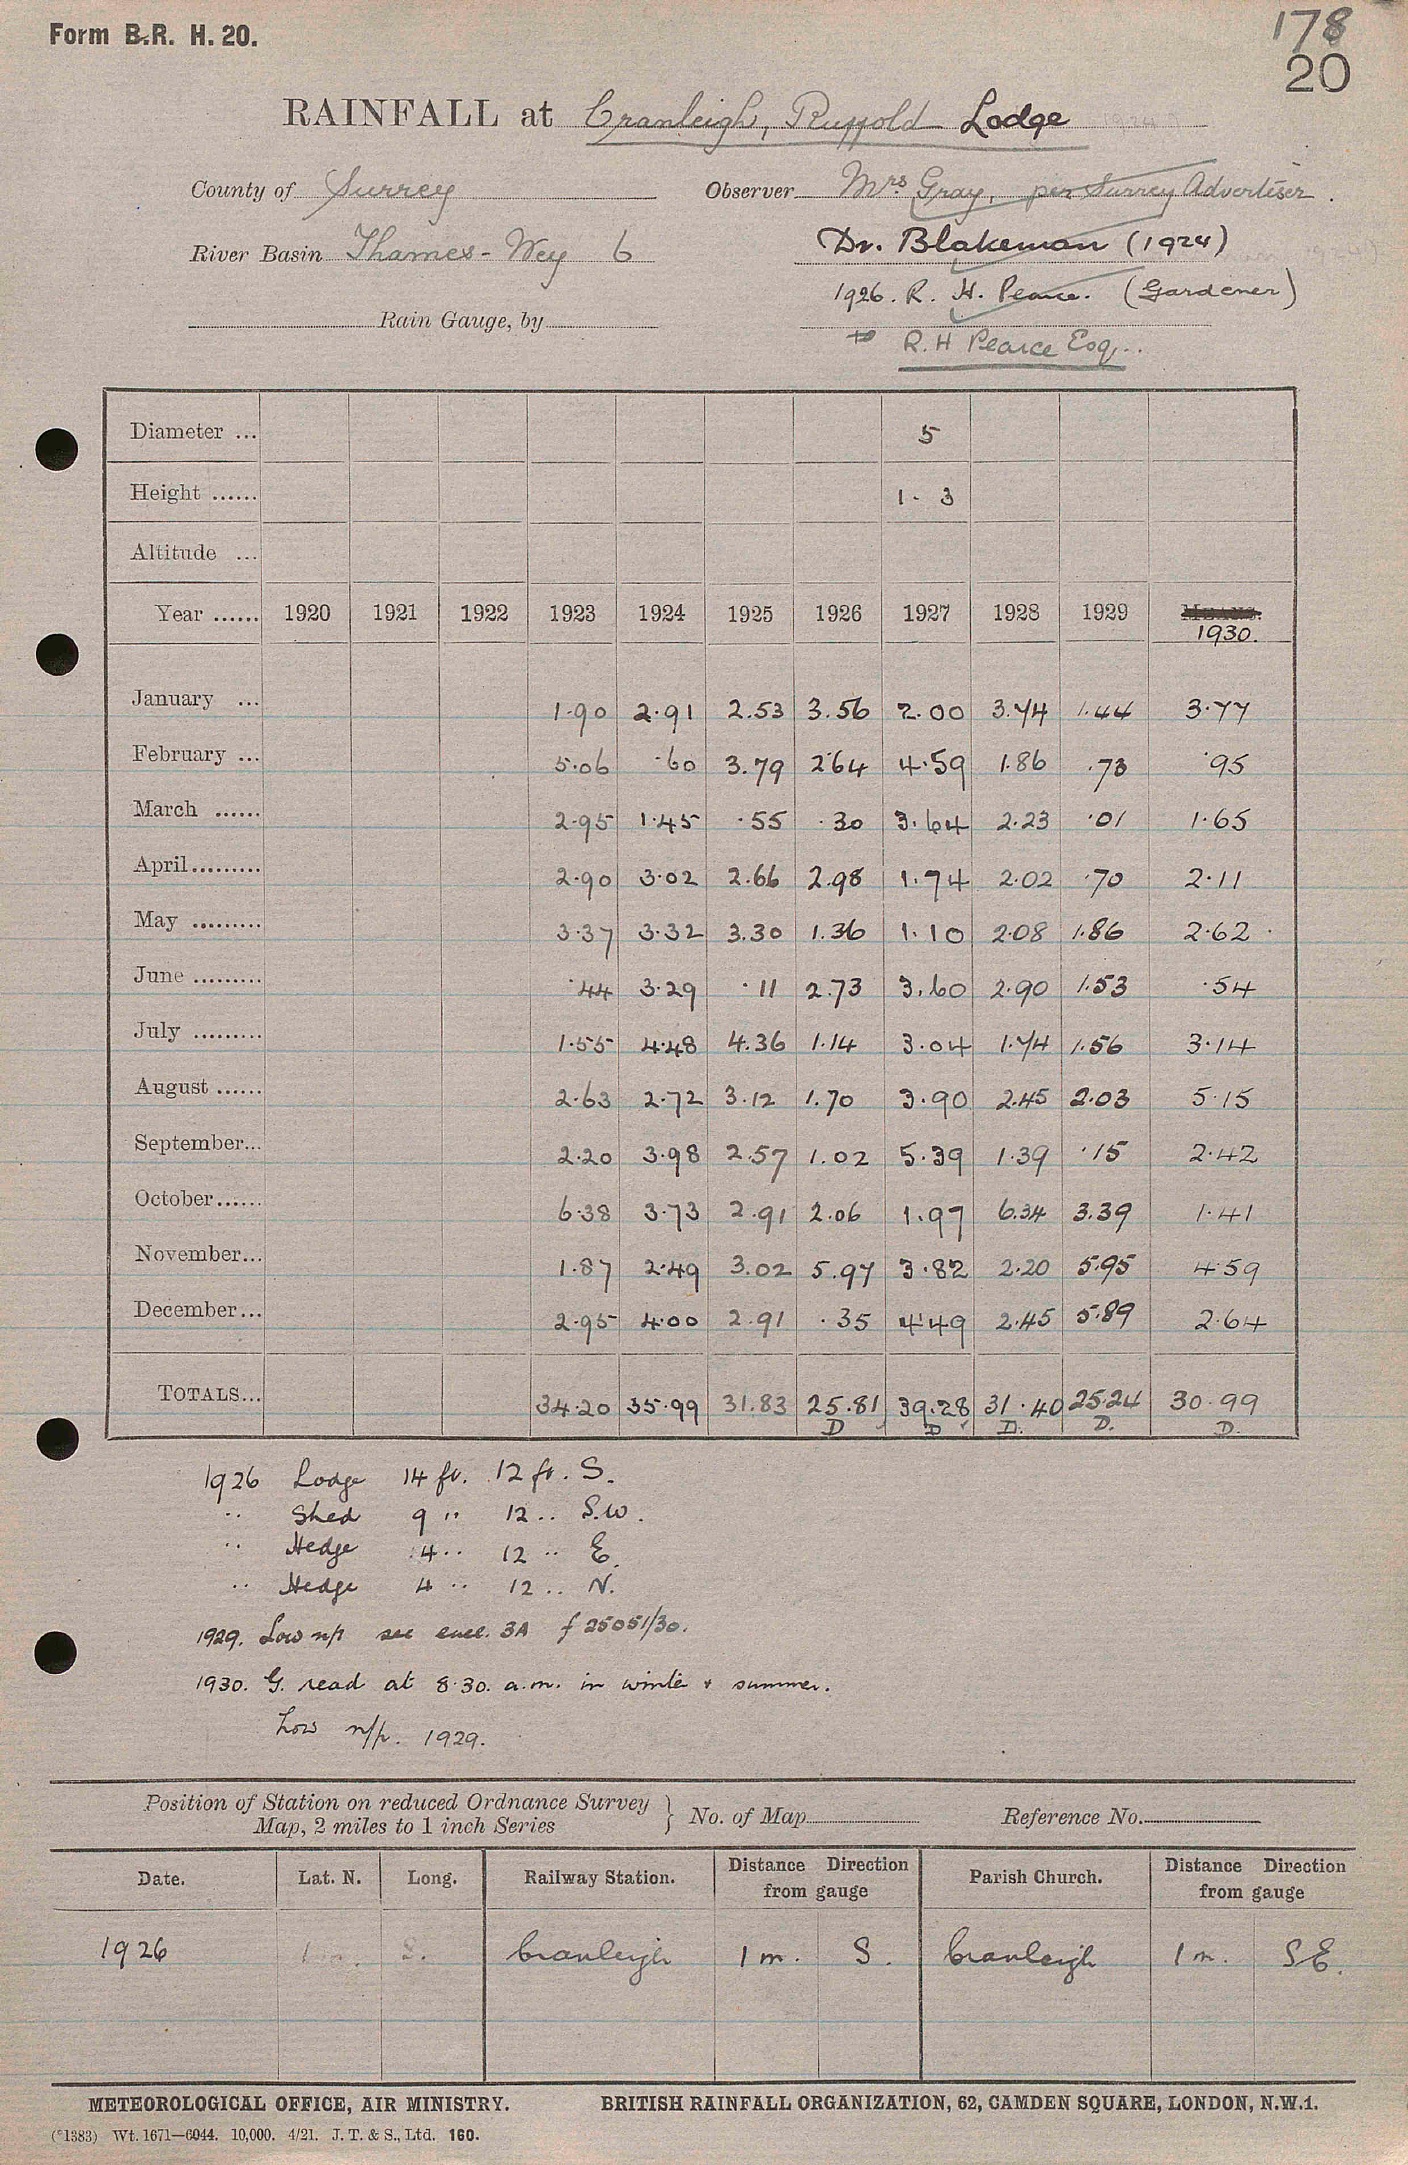 Form B.R. H. 20.
178
20
RAINFALL at Cranleigh, Ruffold Lodge
County of Surrey
Observer Mrs Gray, per Surrey Advertiser.
River Basin Thames - Wey 6
Dr. Blakeman (1924)
1926. R. H. Pearce. (Gardener)
Rain Gauge, by
R. H Pearce Esq.
Diameter ... 5
Height ...... 1 - 3
Altitude ...
Year ...... 1920 1921 1922 1923 1924 1925 1926 1927 1928 1929 MEANS. 1930.
January ... 1.90 2.91 2.53 3.56 2.00 3.74 1.44 3.77
February ... 5.06 .60 3.79 2.64 4.59 1.86 .73 .95
March ...... 2.95 1.45 .55 .30 3.64 2.23 .01 1.65
April......... 2.90 3.02 2.66 2.98 1.74 2.02 .70 2.11
May ......... 3.37 3.32 3.30 1.36 1.10 2.08 1.86 2.62
June ......... .44 3.29 .11 2.73 3.60 2.90 1.53 .54
July ......... 1.55 4.48 4.36 1.14 3.04 1.74 1.56 3.14
August ...... 2.63 2.72 3.12 1.70 3.90 2.45 2.03 5.15
September... 2.20 3.98 2.57 1.02 5.39 1.39 .15 2.42
October...... 6.38 3.73 2.91 2.06 1.97 6.34 3.39 1.41
November... 1.87 2.49 3.02 5.97 3.82 2.20 5.95 4.59
December... 2.95 4.00 2.91 .35 4.49 2.45 5.89 2.64
TOTALS... 34.20 35.99 31.83 25.81 39.28 31.40 25.24 30.99
D D D. D. D.
1926 Lodge 14 ft. 12 ft. S.
" Shed 9 " 12 " S.W.
" Hedge 4 " 12 " E.
" Hedge 4 " 12 " N.
1929. Low n/p see encl. 3A f 25051/30.
1930. G. read at 8.30. a.m. in winter & summer.
Low n/p. 1929.
Position of Station on reduced Ordnance Survey Map, 2 miles to 1 inch Series } No. of Map Reference No.
Date. Lat. N. Long. Railway Station. Distance Direction from gauge Parish Church. Distance Direction from gauge
1926 Cranleigh 1 m. S. Cranleigh 1 m. SE.
METEOROLOGICAL OFFICE, AIR MINISTRY. BRITISH RAINFALL ORGANIZATION, 62, CAMDEN SQUARE, LONDON, N.W.1.
(*1383) Wt. 1671—6044. 10,000. 4/21. J. T. & S., Ltd. 160.